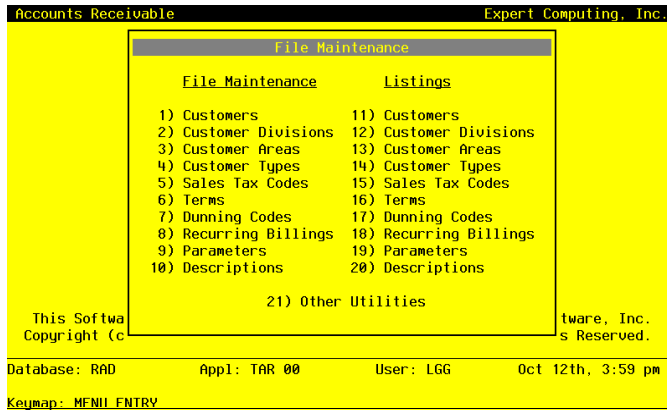 Accounts Receivable Expert Computing, Inc.
File Maintenance
File Maintenance Listings
1) Customers 11) Customers
2) Customer Divisions 12) Customer Divisions
3) Customer Areas 13) Customer Areas
4) Customer Types 14) Customer Types
5) Sales Tax Codes 15) Sales Tax Codes
6) Terms 16) Terms
7) Dunning Codes 17) Dunning Codes
8) Recurring Billings 18) Recurring Billings
9) Parameters 19) Parameters
10) Descriptions 20) Descriptions
21) Other Utilities
This Softwa tware, Inc.
Copyright (c s Reserved.
Database: RAD Appl: TAR 00 User: LGG Oct 12th, 3:59 pm
Keymap: MENU ENTRY